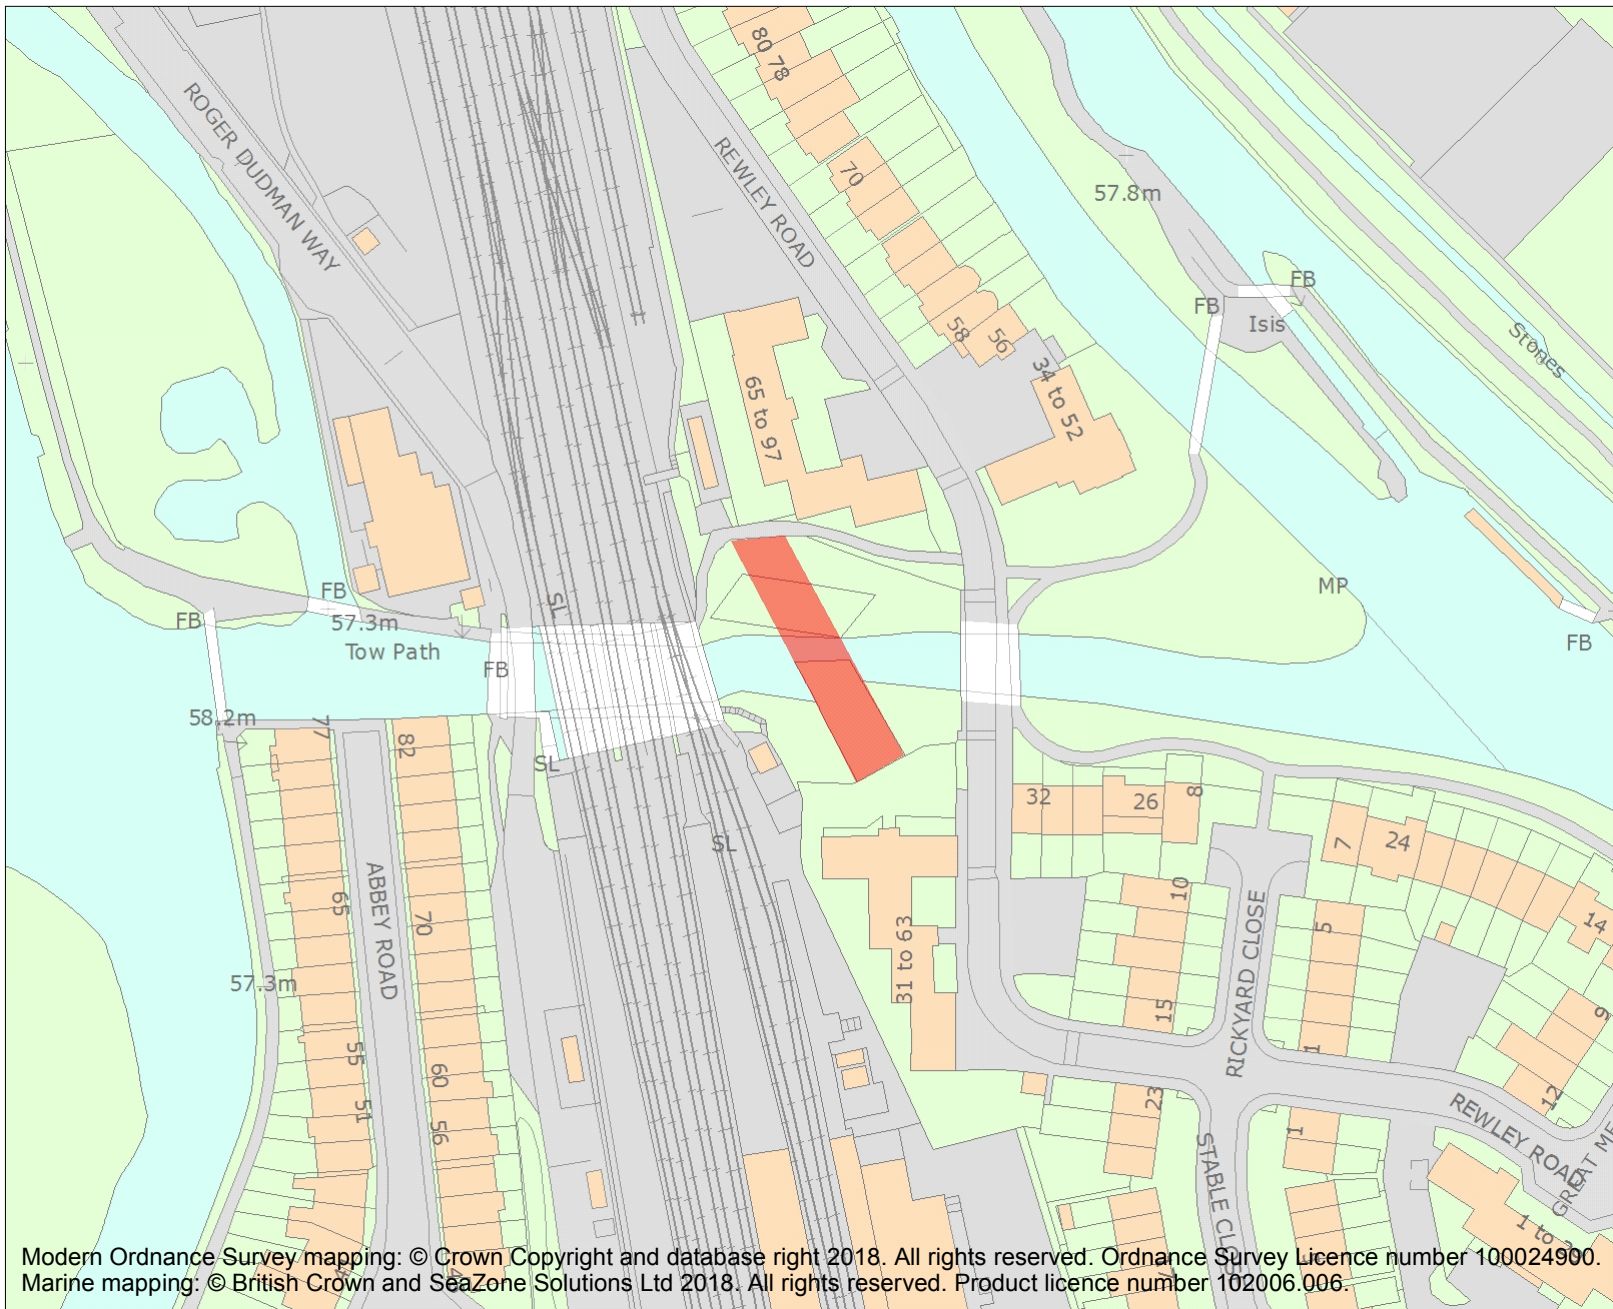 80
78
ROGER DUDMAN WAY
REWLEY ROAD
70
57.8m
FB
FB
Isis
58
56
Stones
34 to 52
65 to 97
MP
FB
SL
FB
57.3m
Tow Path
FB
FB
58.2m
77
82
SL
32
26
8
7
24
SL
10
65
ABBEY ROAD
70
5
14
31 to 63
RICKYARD CLOSE
57.3m
15
9
55
60
1
51
56
23
12
1
REWLEY ROAD
GREAT ME
STABLE CL
1 to
Modern Ordnance Survey mapping: © Crown Copyright and database right 2018. All rights reserved. Ordnance Survey Licence number 100024900.
Marine mapping: © British Crown and SeaZone Solutions Ltd 2018. All rights reserved. Product licence number 102006.006.